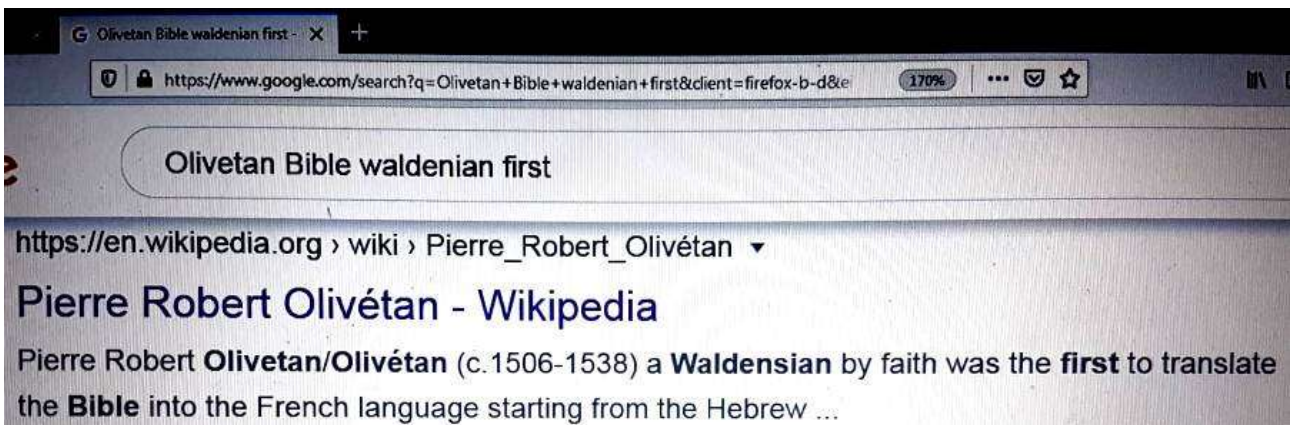 G Olivetan Bible waldenian first - X +
https://www.google.com/search?q=Olivetan+Bible+waldenian+first&client=firefox-b-d&e 170% ...
e Olivetan Bible waldenian first
https://en.wikipedia.org › wiki › Pierre_Robert_Olivétan
Pierre Robert Olivétan - Wikipedia
Pierre Robert Olivetan/Olivétan (c.1506-1538) a Waldensian by faith was the first to translate
the Bible into the French language starting from the Hebrew ...